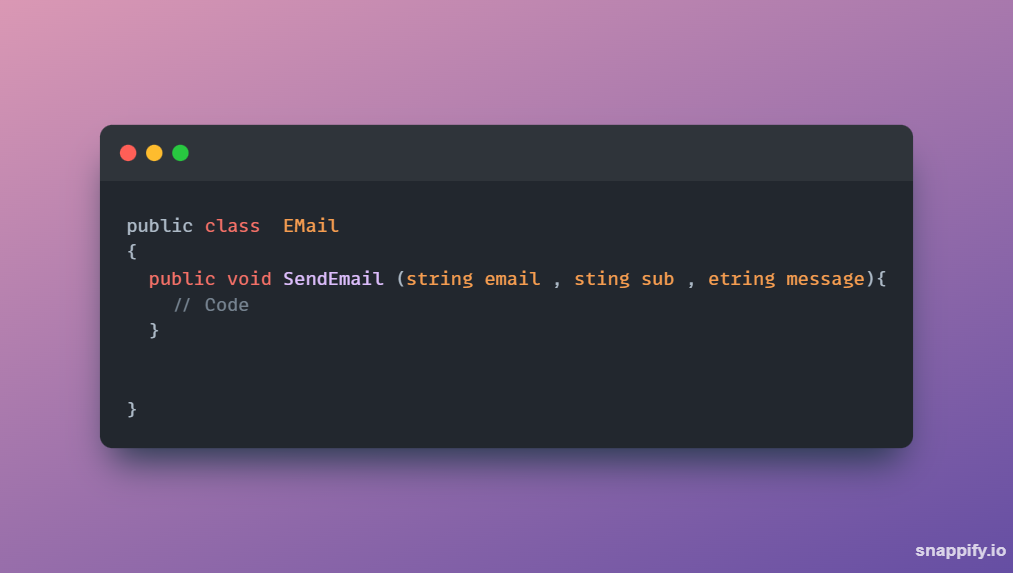 public class  EMail
{
  public void SendEmail (string email , sting sub , etring message){
    // Code
  }
}
snappify.io